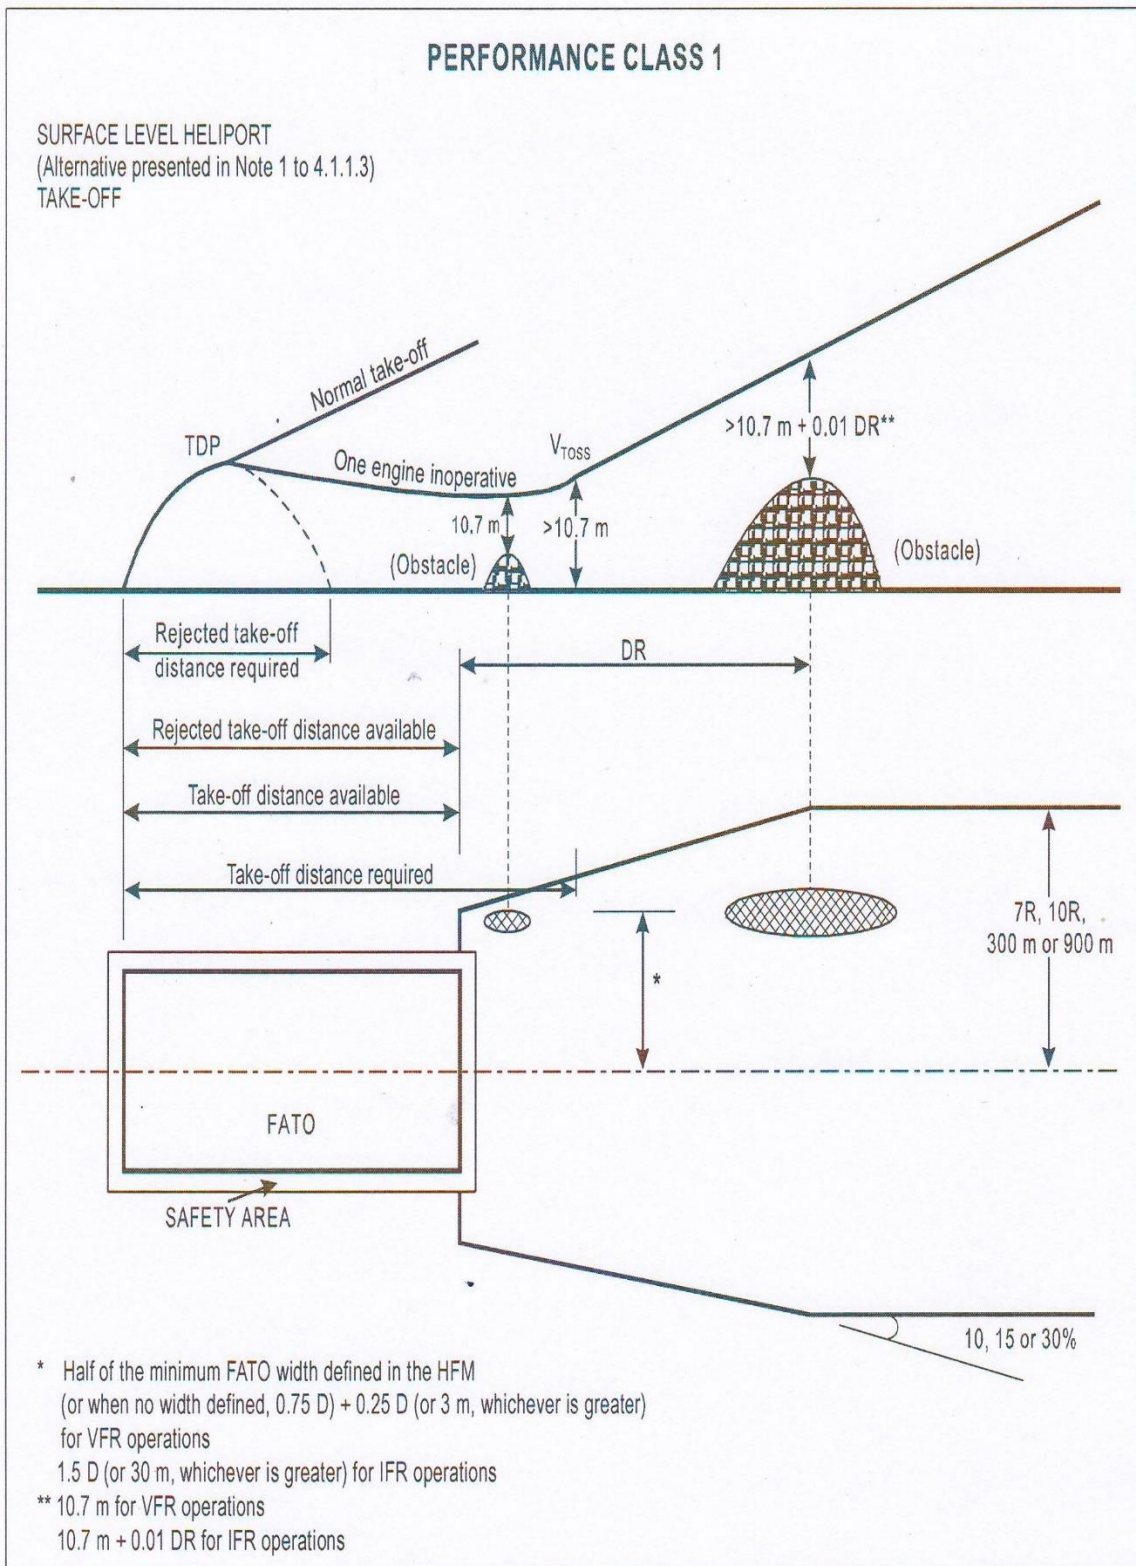 PERFORMANCE CLASS 1
SURFACE LEVEL HELIPORT
(Alternative presented in Note 1 to 4.1.1.3)
TAKE-OFF
Normal take-off
TDP
One engine inoperative
V_TOSS
>10.7 m + 0.01 DR**
10.7 m
>10.7 m
(Obstacle)
(Obstacle)
Rejected take-off
distance required
DR
Rejected take-off distance available
Take-off distance available
Take-off distance required
7R, 10R,
300 m or 900 m
*
FATO
SAFETY AREA
10, 15 or 30%
* Half of the minimum FATO width defined in the HFM
(or when no width defined, 0.75 D) + 0.25 D (or 3 m, whichever is greater)
for VFR operations
1.5 D (or 30 m, whichever is greater) for IFR operations
** 10.7 m for VFR operations
10.7 m + 0.01 DR for IFR operations